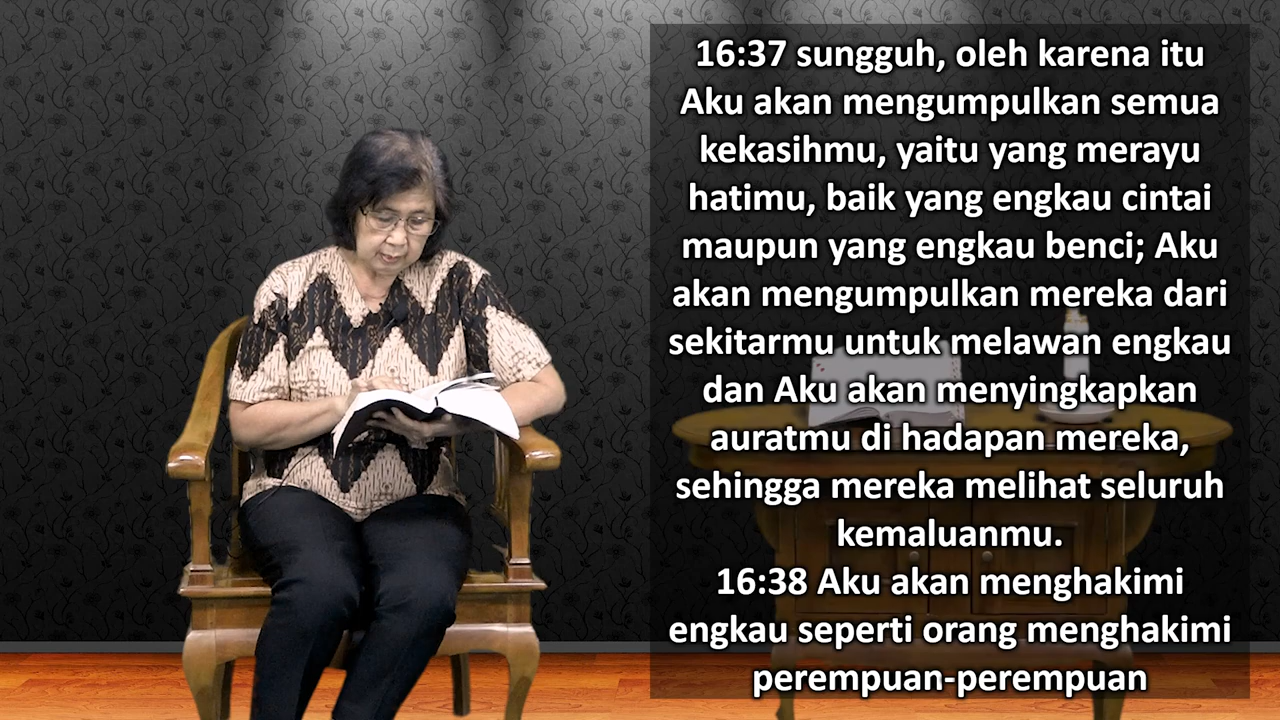 16:37 sungguh, oleh karena itu
Aku akan mengumpulkan semua
kekasihmu, yaitu yang merayu
hatimu, baik yang engkau cintai
maupun yang engkau benci; Aku
akan mengumpulkan mereka dari
sekitarmu untuk melawan engkau
dan Aku akan menyingkapkan
auratmu di hadapan mereka,
sehingga mereka melihat seluruh
kemaluanmu.
16:38 Aku akan menghakimi
engkau seperti orang menghakimi
perempuan-perempuan